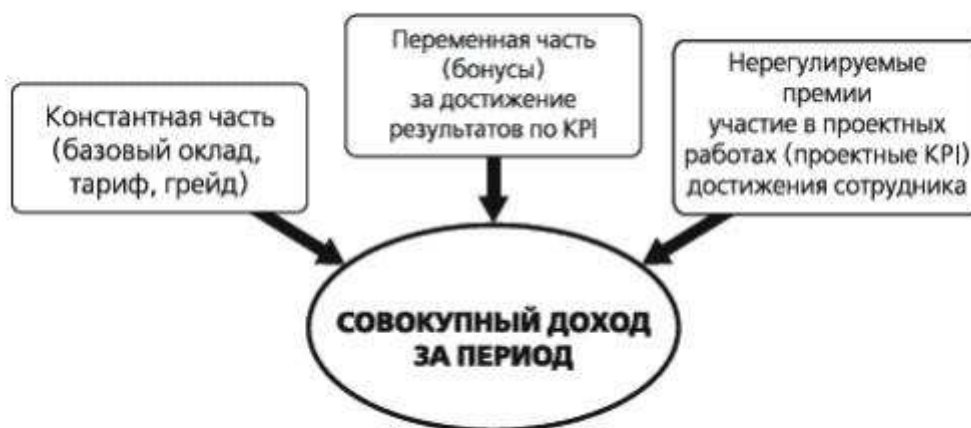 Константная часть
(базовый оклад,
тариф, грейд)
Переменная часть
(бонусы)
за достижение
результатов по KPI
Нерегулируемые
премии
участие в проектных
работах (проектные KPI)
достижения сотрудника
СОВОКУПНЫЙ ДОХОД
ЗА ПЕРИОД